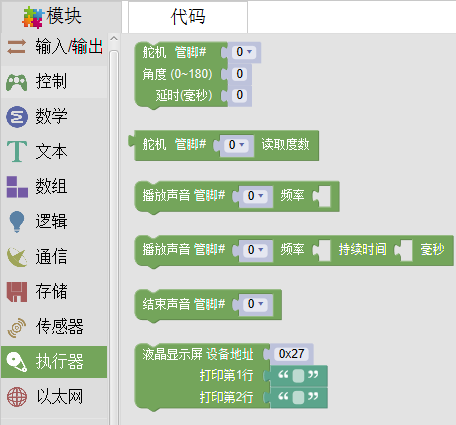 模块
代码
输入/输出
控制
数学
文本
数组
逻辑
通信
存储
传感器
执行器
以太网
舵机 管脚# 0
角度 (0~180) 0
延时(毫秒) 0
舵机 管脚# 0 读取度数
播放声音 管脚# 0 频率
播放声音 管脚# 0 频率 持续时间 毫秒
结束声音 管脚# 0
液晶显示屏 设备地址 0x27
打印第1行 “ ”
打印第2行 “ ”